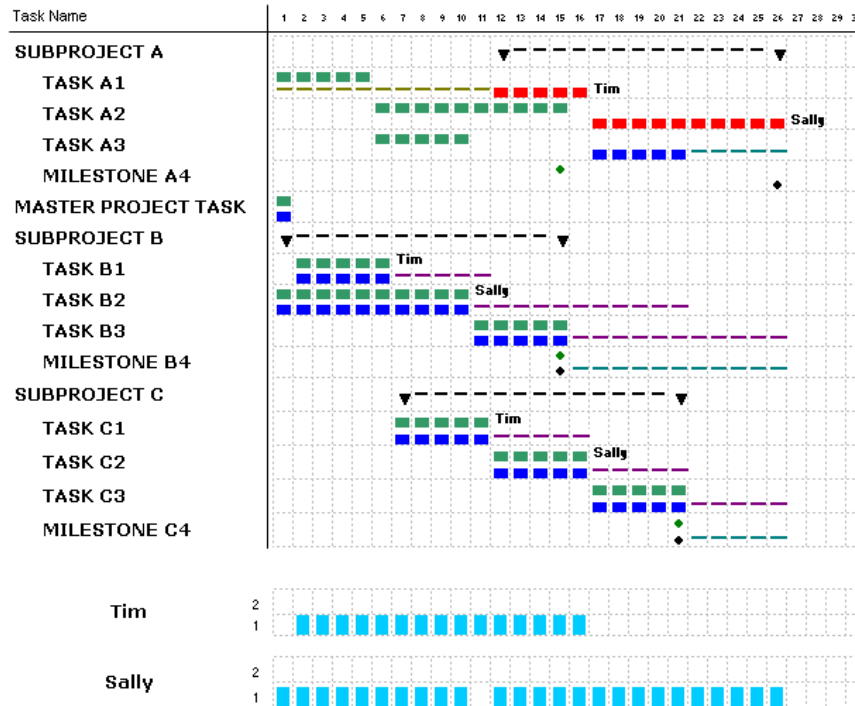 Task Name 1 2 3 4 5 6 7 8 9 10 11 12 13 14 15 16 17 18 19 20 21 22 23 24 25 26 27 28 29
SUBPROJECT A
TASK A1 Tim
TASK A2 Sally
TASK A3
MILESTONE A4
MASTER PROJECT TASK
SUBPROJECT B
TASK B1 Tim
TASK B2 Sally
TASK B3
MILESTONE B4
SUBPROJECT C
TASK C1 Tim
TASK C2 Sally
TASK C3
MILESTONE C4
Tim 2
1
Sally 2
1